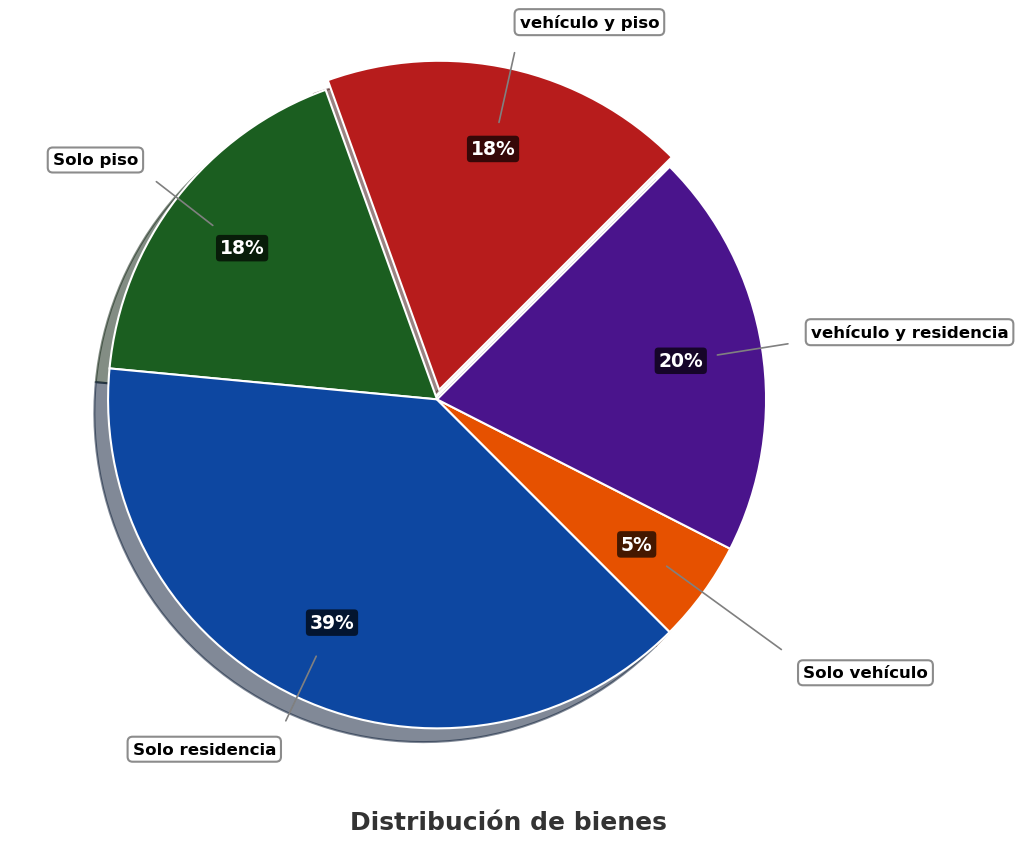 vehículo y piso
18%
Solo piso
18%
vehículo y residencia
20%
5%
39%
Solo vehículo
Solo residencia
Distribución de bienes